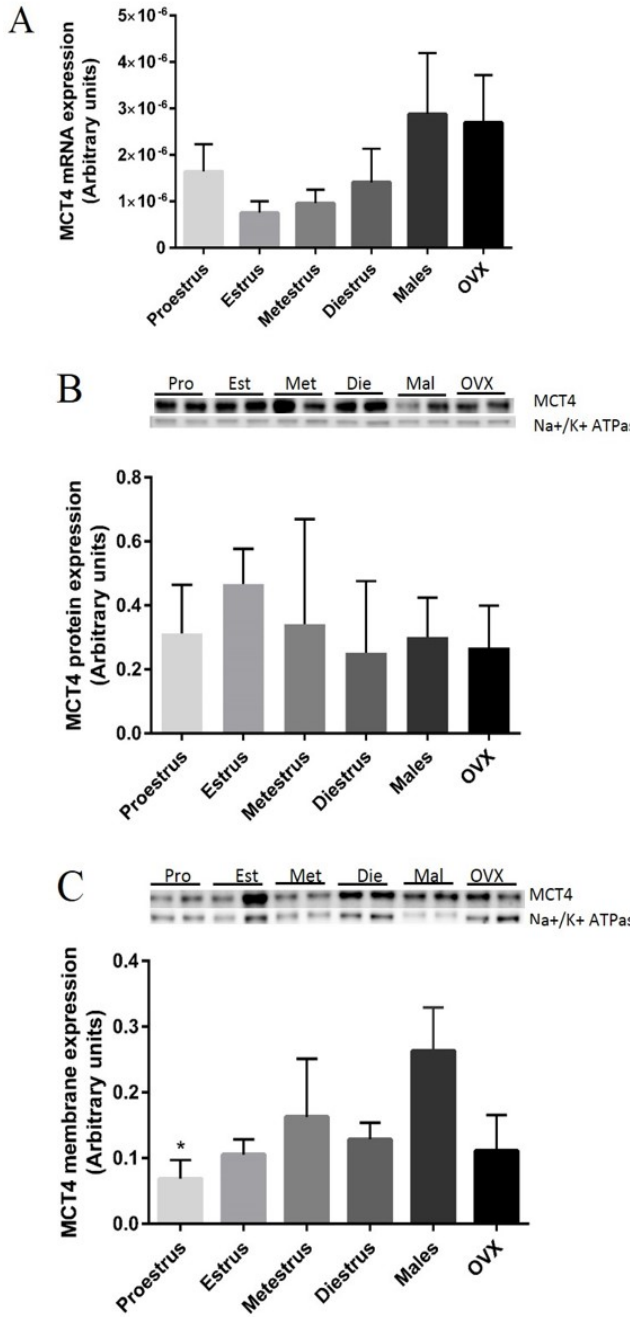 A
MCT4 mRNA expression
(Arbitrary units)
5×10⁻⁶
4×10⁻⁶
3×10⁻⁶
2×10⁻⁶
1×10⁻⁶
0
Proestrus
Estrus
Metestrus
Diestrus
Males
OVX
B
Pro Est Met Die Mal OVX
MCT4
Na+/K+ ATPas
MCT4 protein expression
(Arbitrary units)
0.8
0.6
0.4
0.2
0.0
Proestrus
Estrus
Metestrus
Diestrus
Males
OVX
C
Pro Est Met Die Mal OVX
MCT4
Na+/K+ ATPas
MCT4 membrane expression
(Arbitrary units)
0.4
0.3
0.2
0.1
0.0
*
Proestrus
Estrus
Metestrus
Diestrus
Males
OVX